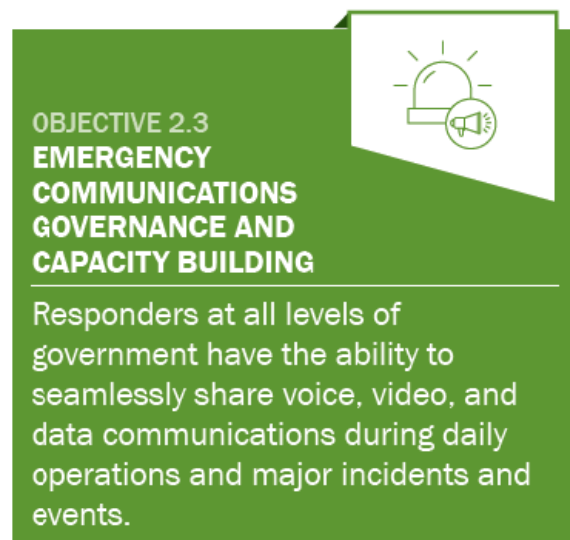 OBJECTIVE 2.3
EMERGENCY
COMMUNICATIONS
GOVERNANCE AND
CAPACITY BUILDING
Responders at all levels of
government have the ability to
seamlessly share voice, video, and
data communications during daily
operations and major incidents and
events.